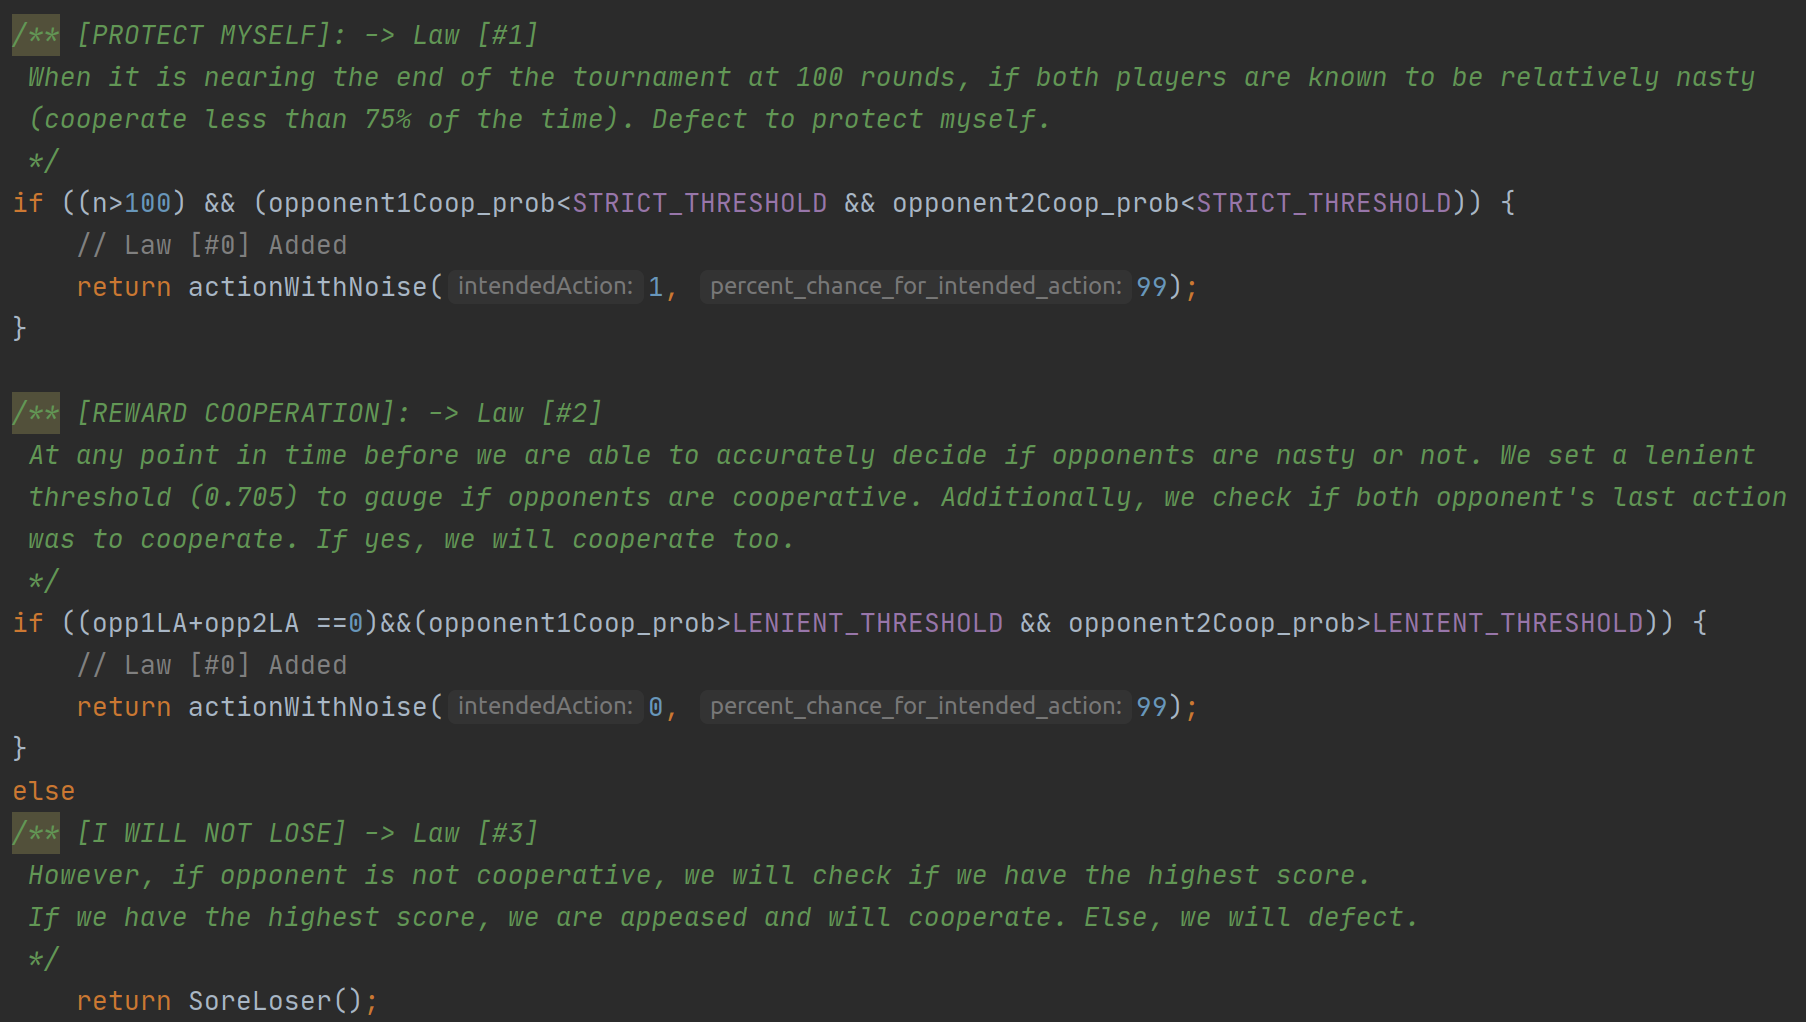 /** [PROTECT MYSELF]: -> Law [#1]
When it is nearing the end of the tournament at 100 rounds, if both players are known to be relatively nasty
(cooperate less than 75% of the time). Defect to protect myself.
*/
if ((n>100) && (opponent1Coop_prob<STRICT_THRESHOLD && opponent2Coop_prob<STRICT_THRESHOLD)) {
// Law [#0] Added
return actionWithNoise( intendedAction: 1, percent_chance_for_intended_action: 99);
}
/** [REWARD COOPERATION]: -> Law [#2]
At any point in time before we are able to accurately decide if opponents are nasty or not. We set a lenient
threshold (0.705) to gauge if opponents are cooperative. Additionally, we check if both opponent's last action
was to cooperate. If yes, we will cooperate too.
*/
if ((opp1LA+opp2LA ==0)&&(opponent1Coop_prob>LENIENT_THRESHOLD && opponent2Coop_prob>LENIENT_THRESHOLD)) {
// Law [#0] Added
return actionWithNoise( intendedAction: 0, percent_chance_for_intended_action: 99);
}
else
/** [I WILL NOT LOSE] -> Law [#3]
However, if opponent is not cooperative, we will check if we have the highest score.
If we have the highest score, we are appeased and will cooperate. Else, we will defect.
*/
return SoreLoser();